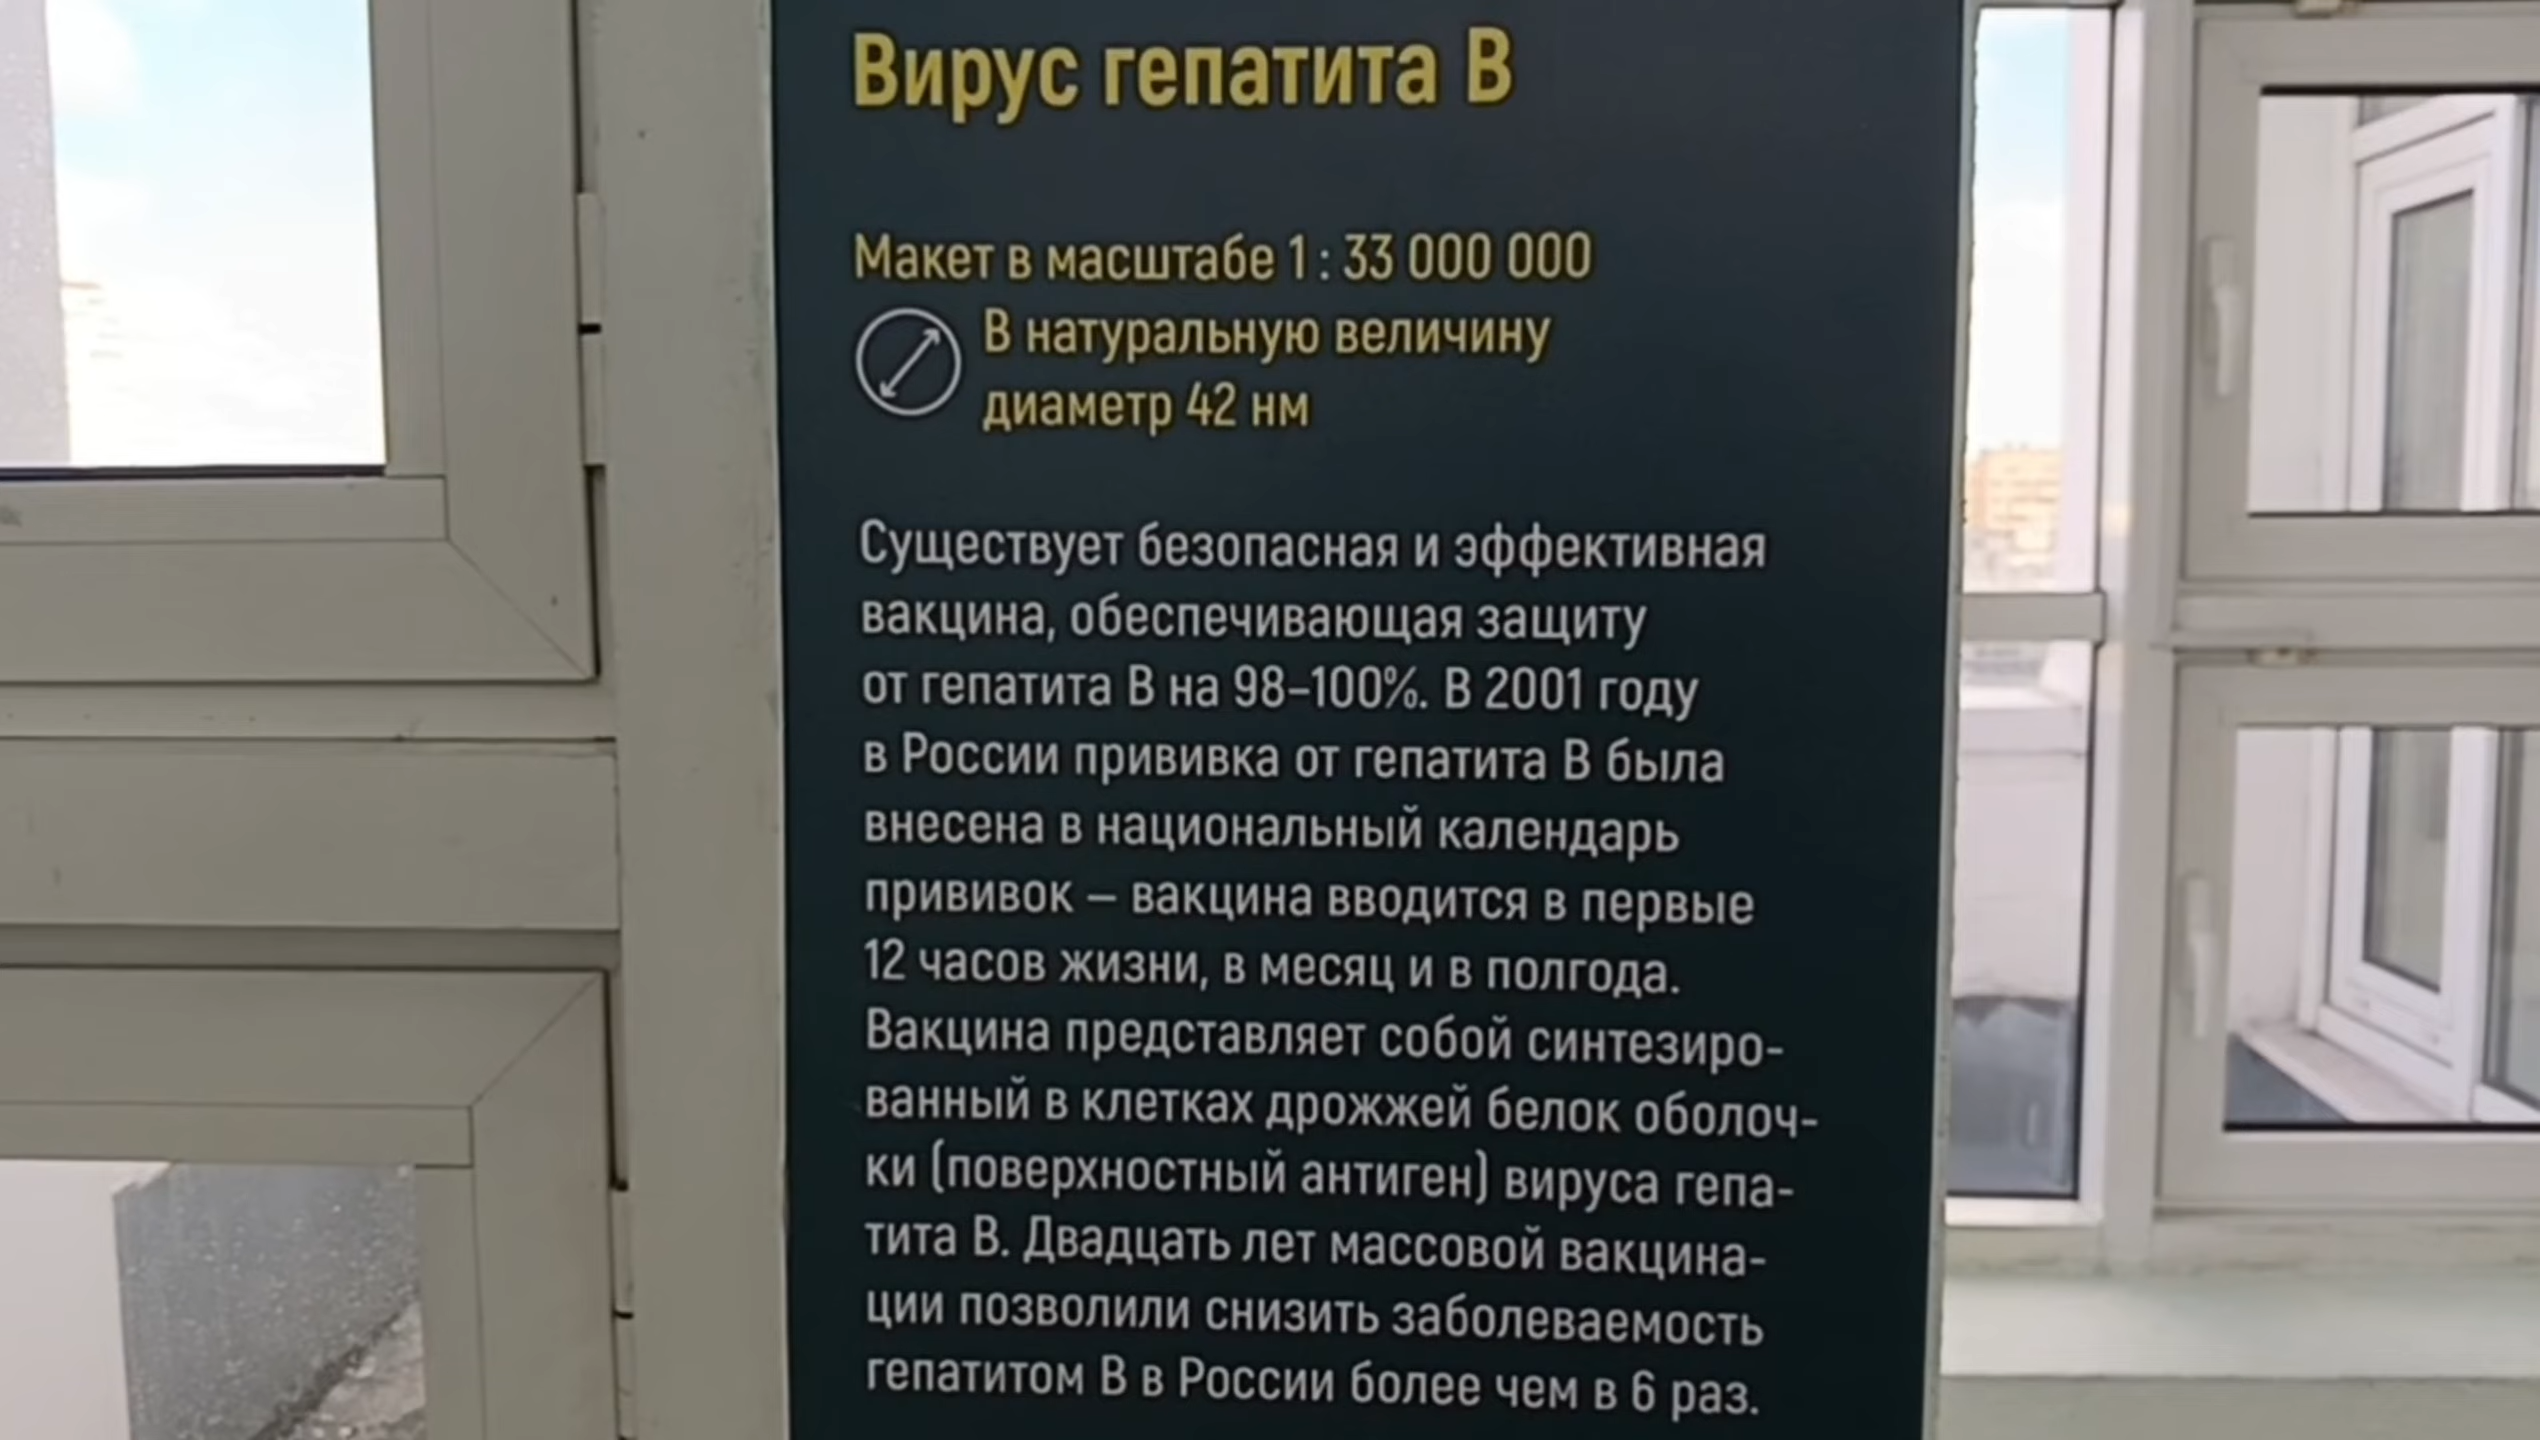 Вирус гепатита B
Макет в масштабе 1 : 33 000 000
В натуральную величину
диаметр 42 нм
Существует безопасная и эффективная
вакцина, обеспечивающая защиту
от гепатита B на 98–100%. В 2001 году
в России прививка от гепатита B была
внесена в национальный календарь
прививок – вакцина вводится в первые
12 часов жизни, в месяц и в полгода.
Вакцина представляет собой синтезиро-
ванный в клетках дрожжей белок оболоч-
ки (поверхностный антиген) вируса гепа-
тита B. Двадцать лет массовой вакцина-
ции позволили снизить заболеваемость
гепатитом B в России более чем в 6 раз.